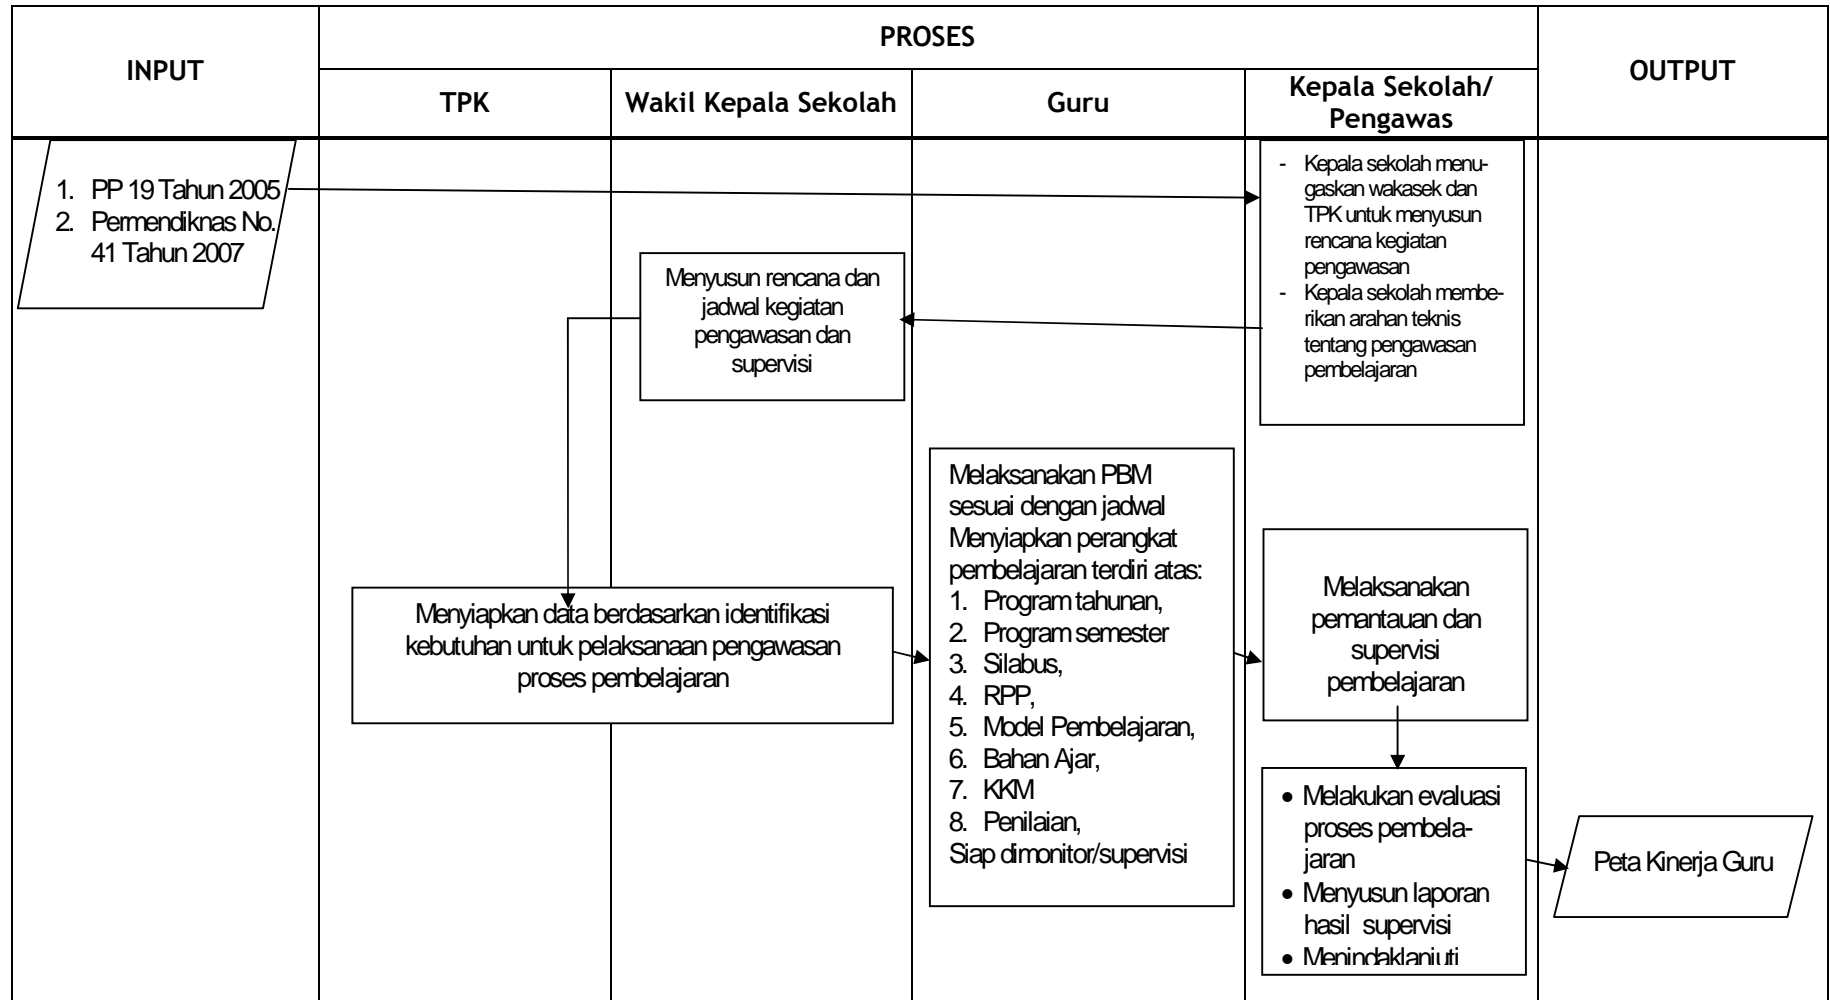 INPUT
PROSES
OUTPUT
TPK
Wakil Kepala Sekolah
Guru
Kepala Sekolah/
Pengawas
1. PP 19 Tahun 2005
2. Permendiknas No.
41 Tahun 2007
- Kepala sekolah menu-
gaskan wakasek dan
TPK untuk menyusun
rencana kegiatan
pengawasan
- Kepala sekolah membe-
rikan arahan teknis
tentang pengawasan
pembelajaran
Menyusun rencana dan
jadwal kegiatan
pengawasan dan
supervisi
Menyiapkan data berdasarkan identifikasi
kebutuhan untuk pelaksanaan pengawasan
proses pembelajaran
Melaksanakan PBM
sesuai dengan jadwal
Menyiapkan perangkat
pembelajaran terdiri atas:
1. Program tahunan,
2. Program semester
3. Silabus,
4. RPP,
5. Model Pembelajaran,
6. Bahan Ajar,
7. KKM
8. Penilaian,
Siap dimonitor/supervisi
Melaksanakan
pemantauan dan
supervisi
pembelajaran
• Melakukan evaluasi
proses pembela-
jaran
• Menyusun laporan
hasil supervisi
• Menindaklanjuti
Peta Kinerja Guru